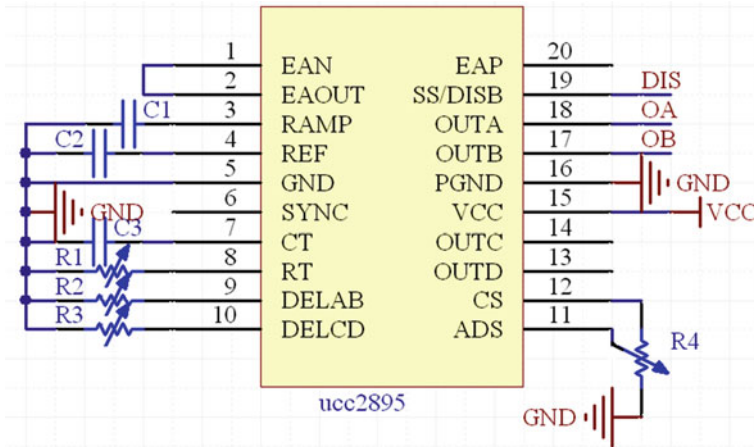 1 EAN EAP 20
2 EAOUT SS/DISB 19 DIS
C1 3 RAMP OUTA 18 OA
C2 4 REF OUTB 17 OB
5 GND PGND 16 GND
GND 6 SYNC VCC 15 VCC
C3 7 CT OUTC 14
R1 8 RT OUTD 13
R2 9 DELAB CS 12
R3 10 DELCD ADS 11 R4
ucc2895 GND